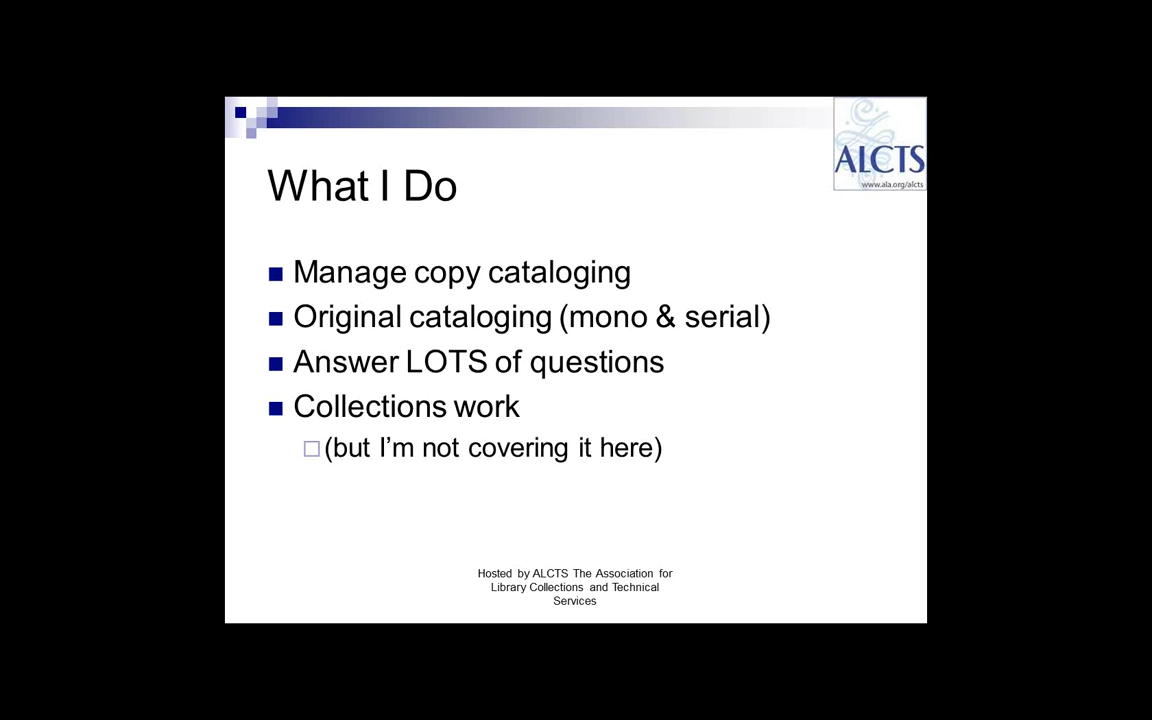 ALCTS
www.ala.org/alcts
What I Do
Manage copy cataloging
Original cataloging (mono & serial)
Answer LOTS of questions
Collections work
(but I'm not covering it here)
Hosted by ALCTS The Association for
Library Collections and Technical
Services